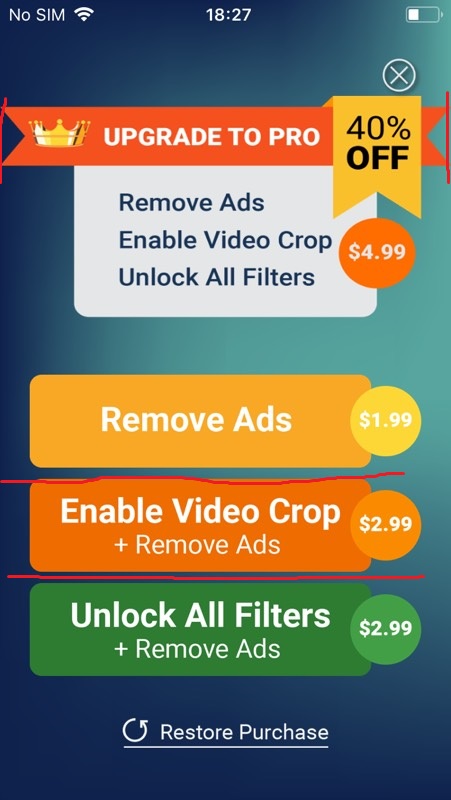 No SIM 18:27
UPGRADE TO PRO
40%
OFF
Remove Ads
Enable Video Crop
Unlock All Filters
$4.99
Remove Ads
$1.99
Enable Video Crop
+ Remove Ads
$2.99
Unlock All Filters
+ Remove Ads
$2.99
Restore Purchase